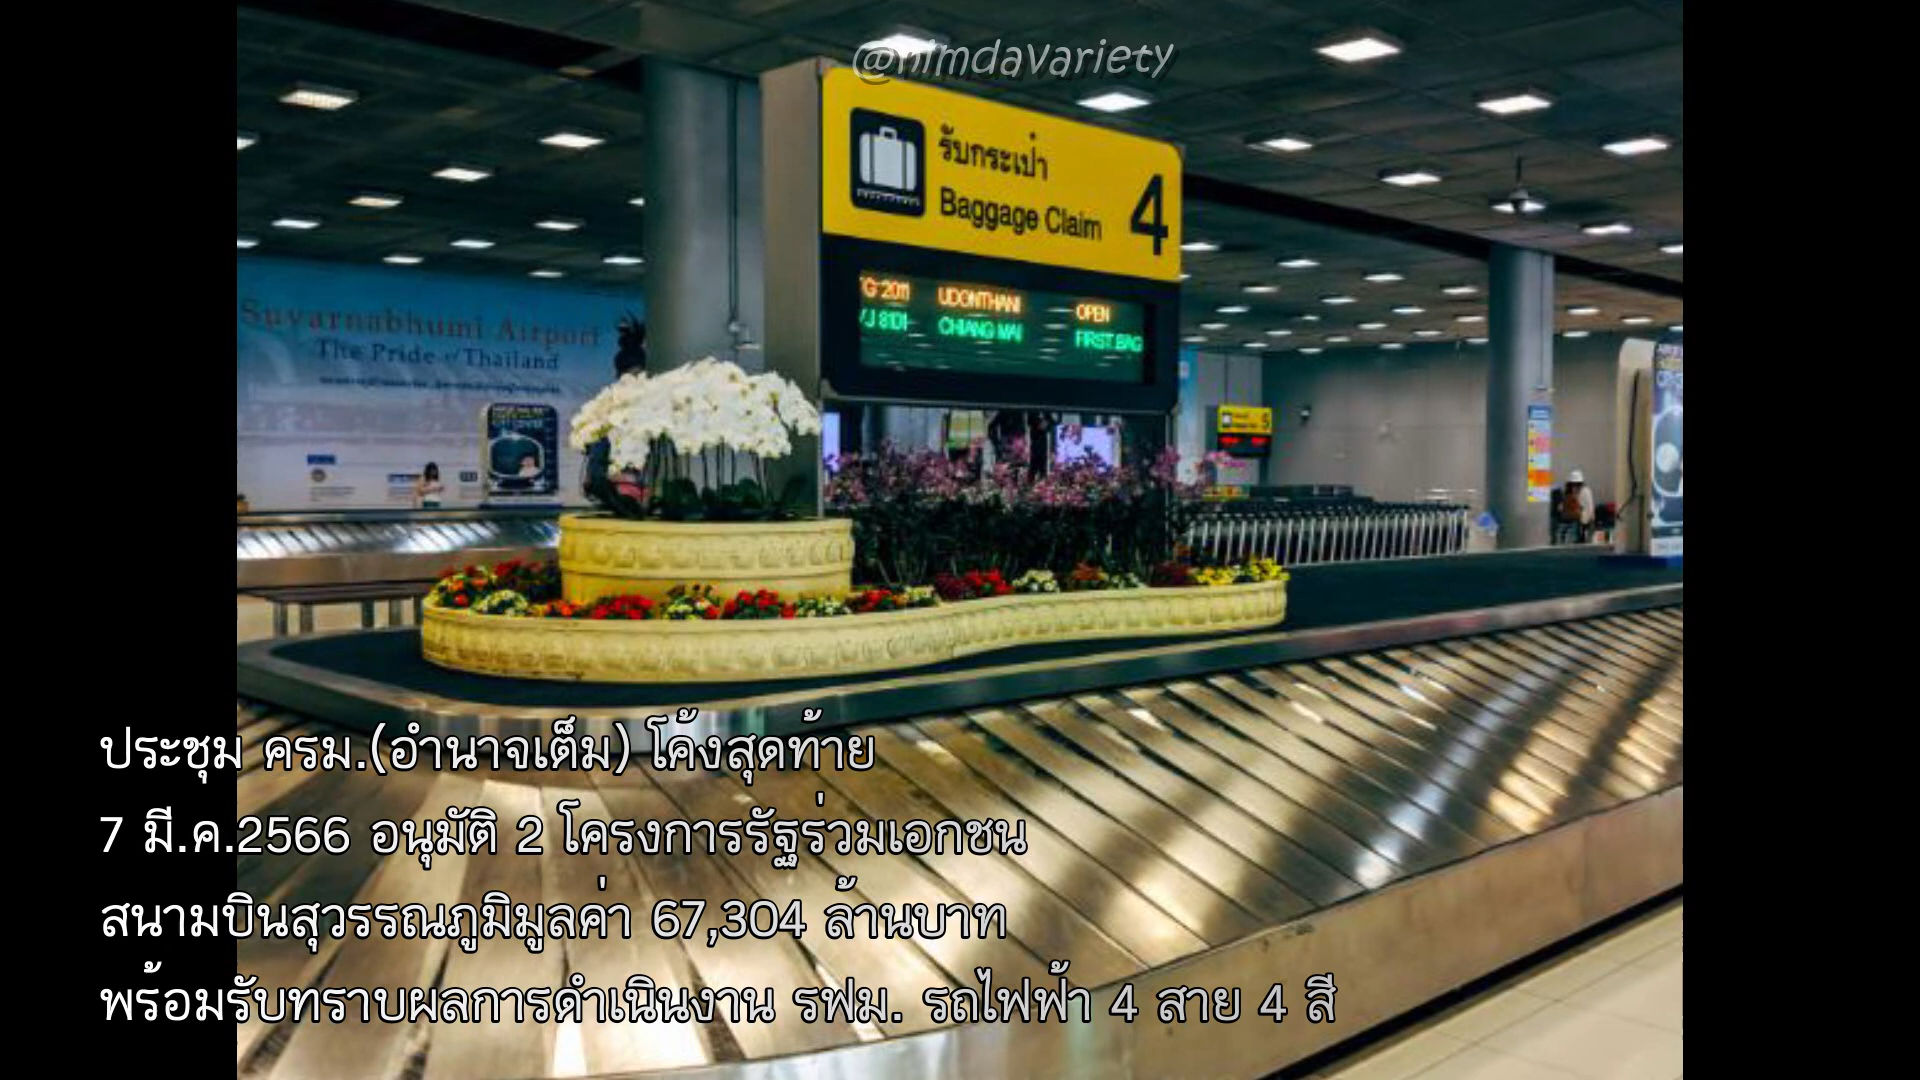 @nimdaVariety
รับกระเป๋า
Baggage Claim
4
TG 2011 UDONTHANI OPEN
VJ 8101 CHIANG MAI FIRST BAG
Suvarnabhumi Airport
The Pride of Thailand
5
ประชุม ครม.(อำนาจเต็ม) โค้งสุดท้าย
7 มี.ค.2566 อนุมัติ 2 โครงการรัฐร่วมเอกชน
สนามบินสุวรรณภูมิมูลค่า 67,304 ล้านบาท
พร้อมรับทราบผลการดำเนินงาน รฟม. รถไฟฟ้า 4 สาย 4 สี